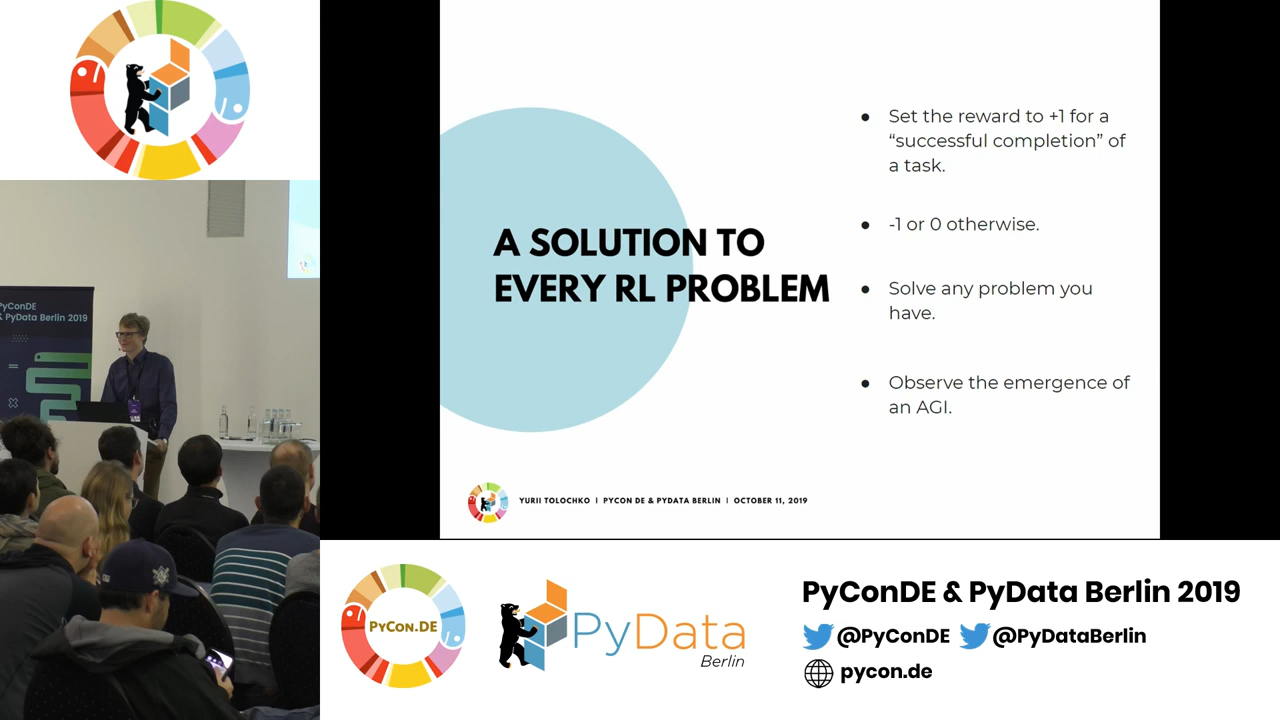 PyConDE
& PyData Berlin 2019
A SOLUTION TO
EVERY RL PROBLEM
● Set the reward to +1 for a
“successful completion” of
a task.
● -1 or 0 otherwise.
● Solve any problem you
have.
● Observe the emergence of
an AGI.
YURII TOLOCHKO | PYCON DE & PYDATA BERLIN | OCTOBER 11, 2019
PyCon.DE
PyData
Berlin
PyConDE & PyData Berlin 2019
@PyConDE @PyDataBerlin
pycon.de